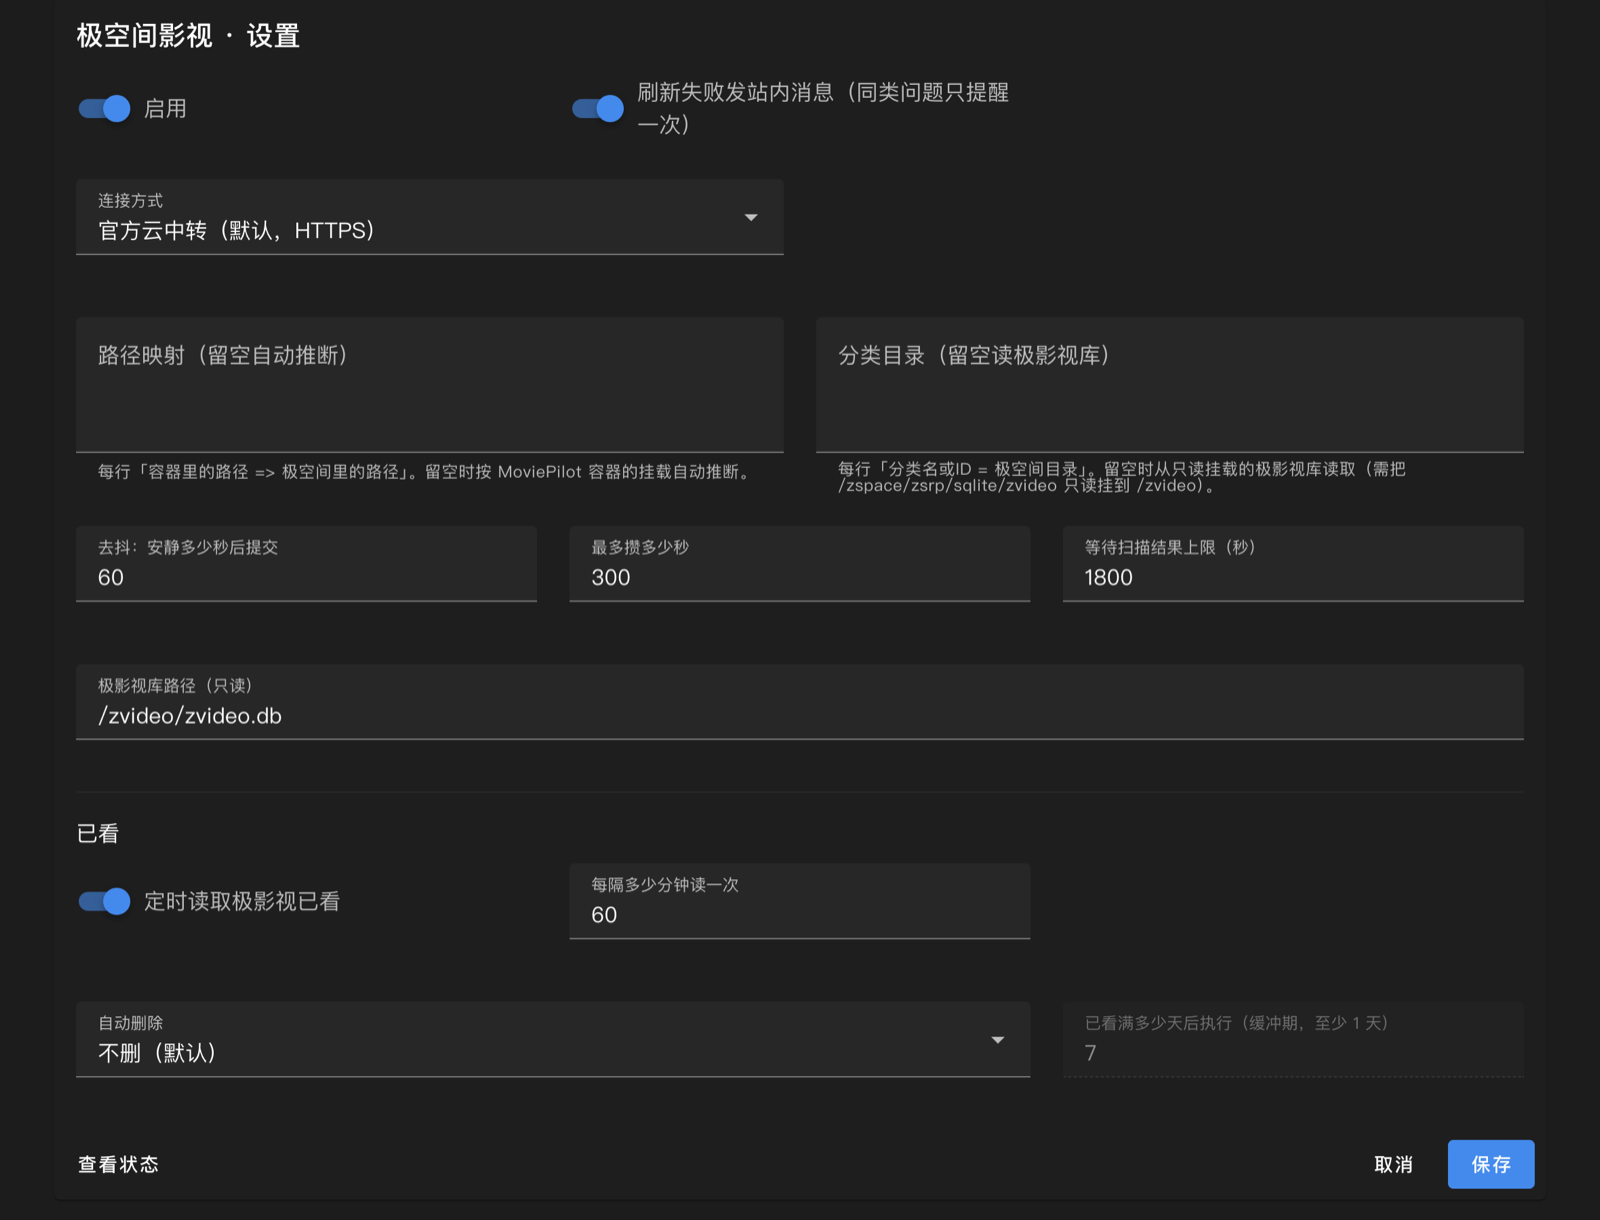 极空间影视 · 设置
启用
刷新失败发站内消息（同类问题只提醒
一次）
连接方式
官方云中转（默认，HTTPS）
路径映射（留空自动推断）
分类目录（留空读极影视库）
每行「容器里的路径 => 极空间里的路径」。留空时按 MoviePilot 容器的挂载自动推断。
每行「分类名或ID = 极空间目录」。留空时从只读挂载的极影视库读取（需把
/zspace/zsrp/sqlite/zvideo 只读挂到 /zvideo）。
去抖：安静多少秒后提交
60
最多攒多少秒
300
等待扫描结果上限（秒）
1800
极影视库路径（只读）
/zvideo/zvideo.db
已看
定时读取极影视已看
每隔多少分钟读一次
60
自动删除
不删（默认）
已看满多少天后执行（缓冲期，至少 1 天）
7
查看状态
取消
保存